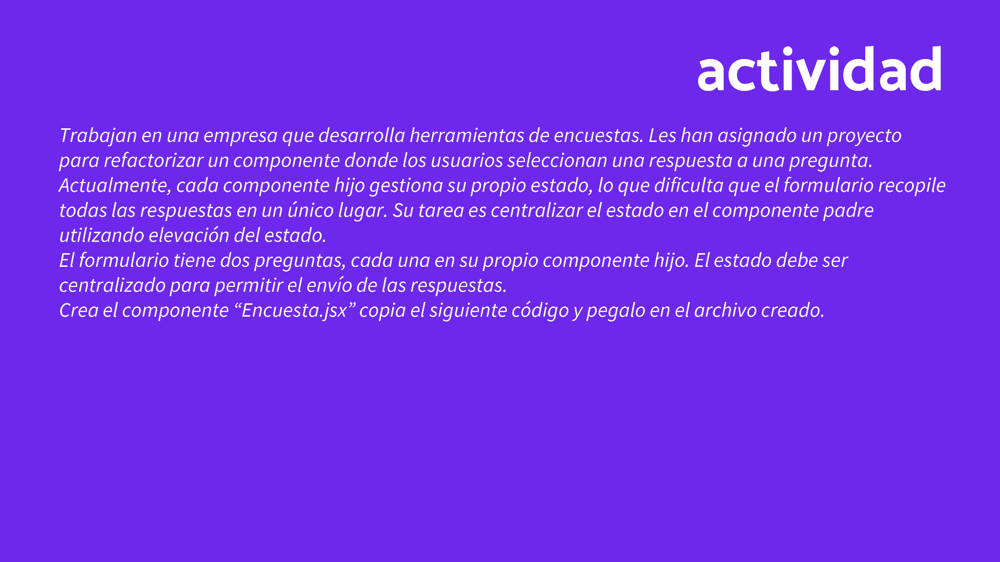 actividad
Trabajan en una empresa que desarrolla herramientas de encuestas. Les han asignado un proyecto
para refactorizar un componente donde los usuarios seleccionan una respuesta a una pregunta.
Actualmente, cada componente hijo gestiona su propio estado, lo que dificulta que el formulario recopile
todas las respuestas en un único lugar. Su tarea es centralizar el estado en el componente padre
utilizando elevación del estado.
El formulario tiene dos preguntas, cada una en su propio componente hijo. El estado debe ser
centralizado para permitir el envío de las respuestas.
Crea el componente “Encuesta.jsx” copia el siguiente código y pegalo en el archivo creado.